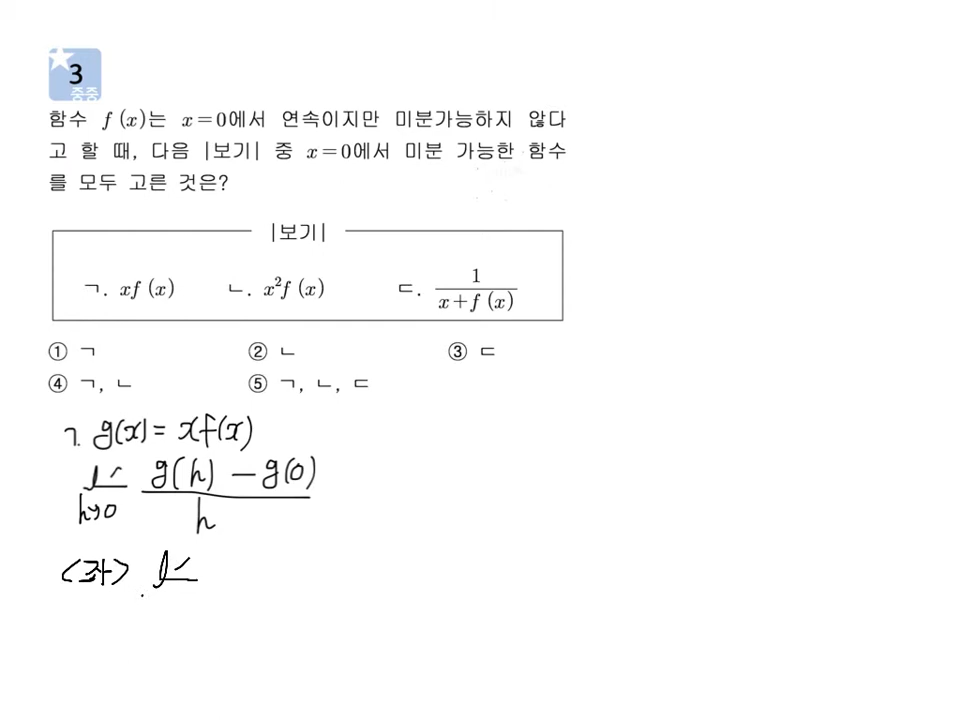 3
중중
함수 f(x)는 x=0에서 연속이지만 미분가능하지 않다
고 할 때, 다음 |보기| 중 x=0에서 미분 가능한 함수
를 모두 고른 것은?
|보기|
ㄱ. xf(x) ㄴ. x²f(x) ㄷ. 1/(x+f(x))
① ㄱ ② ㄴ ③ ㄷ
④ ㄱ, ㄴ ⑤ ㄱ, ㄴ, ㄷ
ㄱ. g(x) = xf(x)
h→0 g(h) - g(0) / h
<좌>